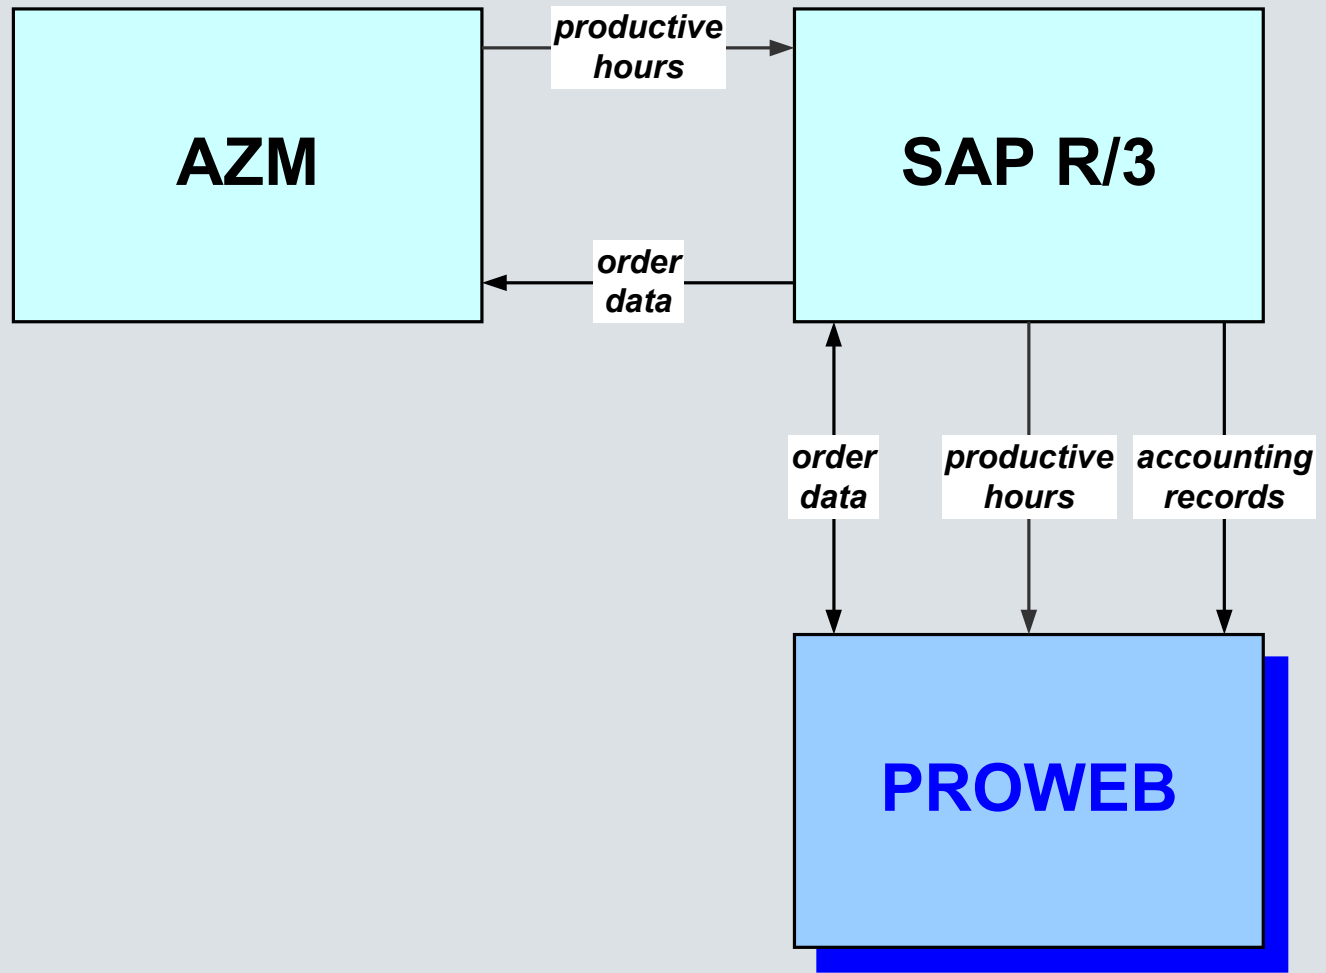 productive
hours
AZM
SAP R/3
order
data
order
data
productive
hours
accounting
records
PROWEB